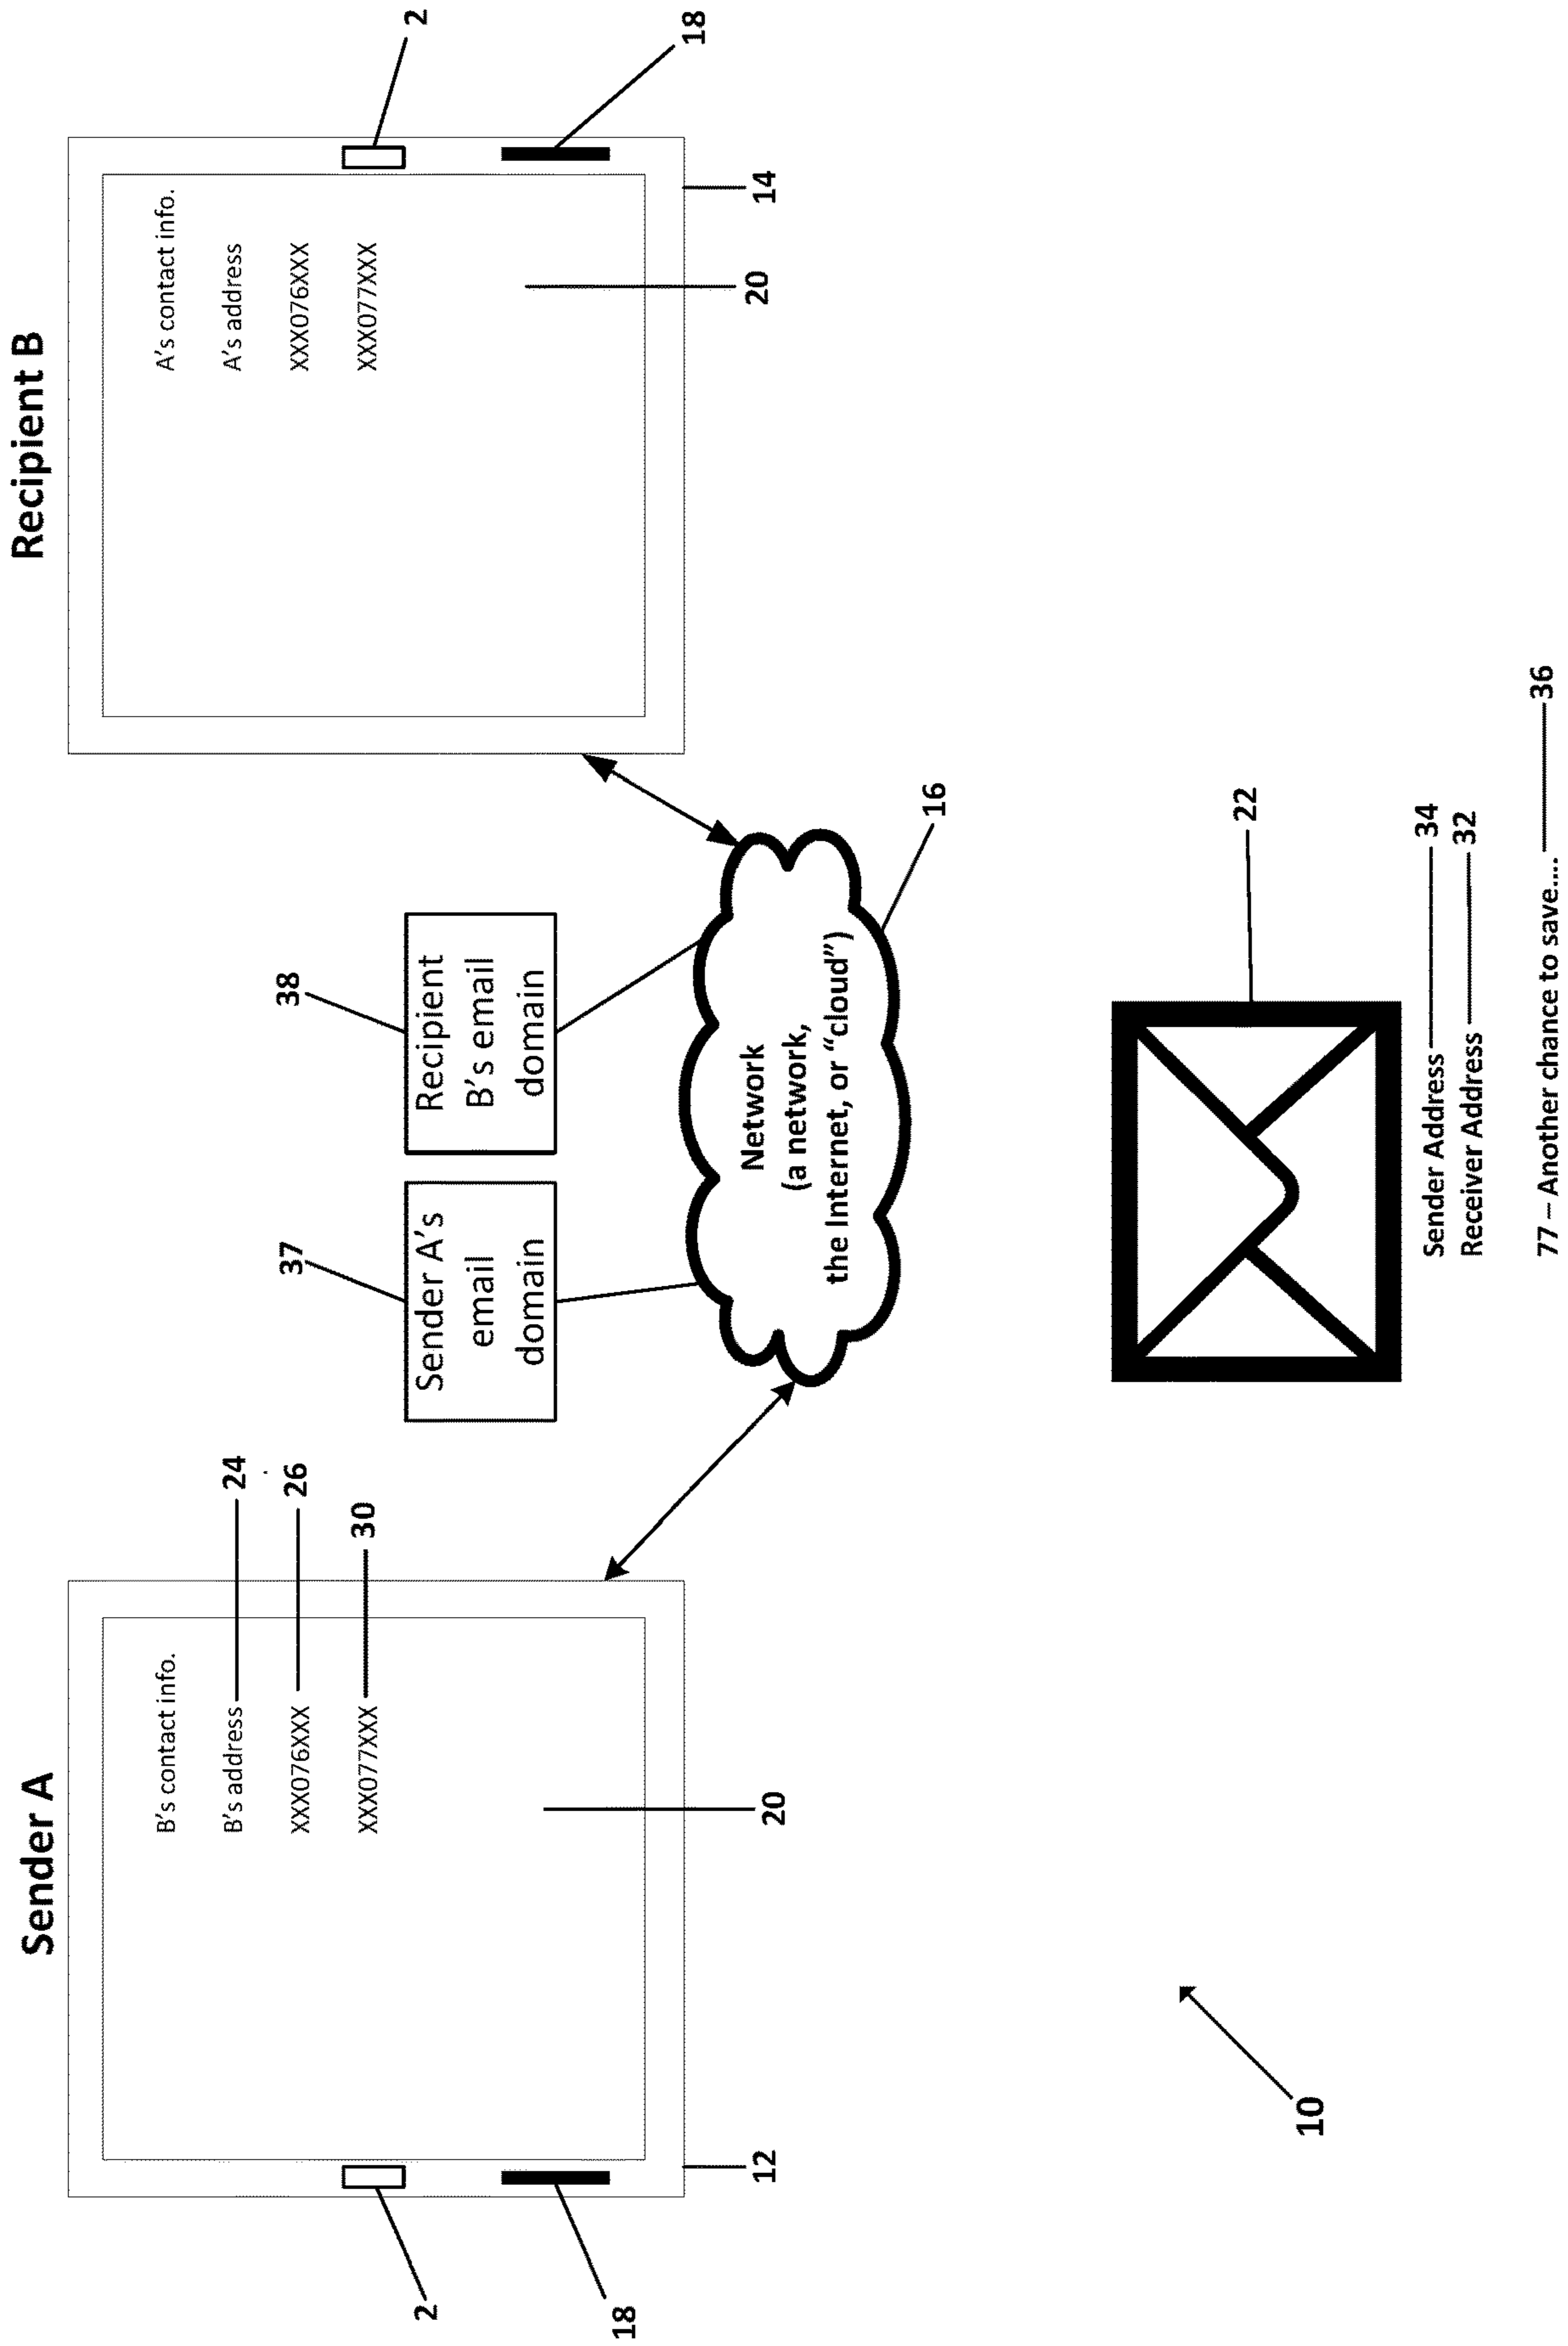 Sender A
Recipient B
B's contact info.
B's address
24
XXX076XXX
26
XXX077XXX
30
20
2
18
12
37
Sender A's
email
domain
38
Recipient
B's email
domain
Network
(a network,
the Internet, or “cloud”)
16
A's contact info.
A's address
XXX076XXX
XXX077XXX
20
2
18
14
10
22
Sender Address
34
Receiver Address
32
77 – Another chance to save....
36